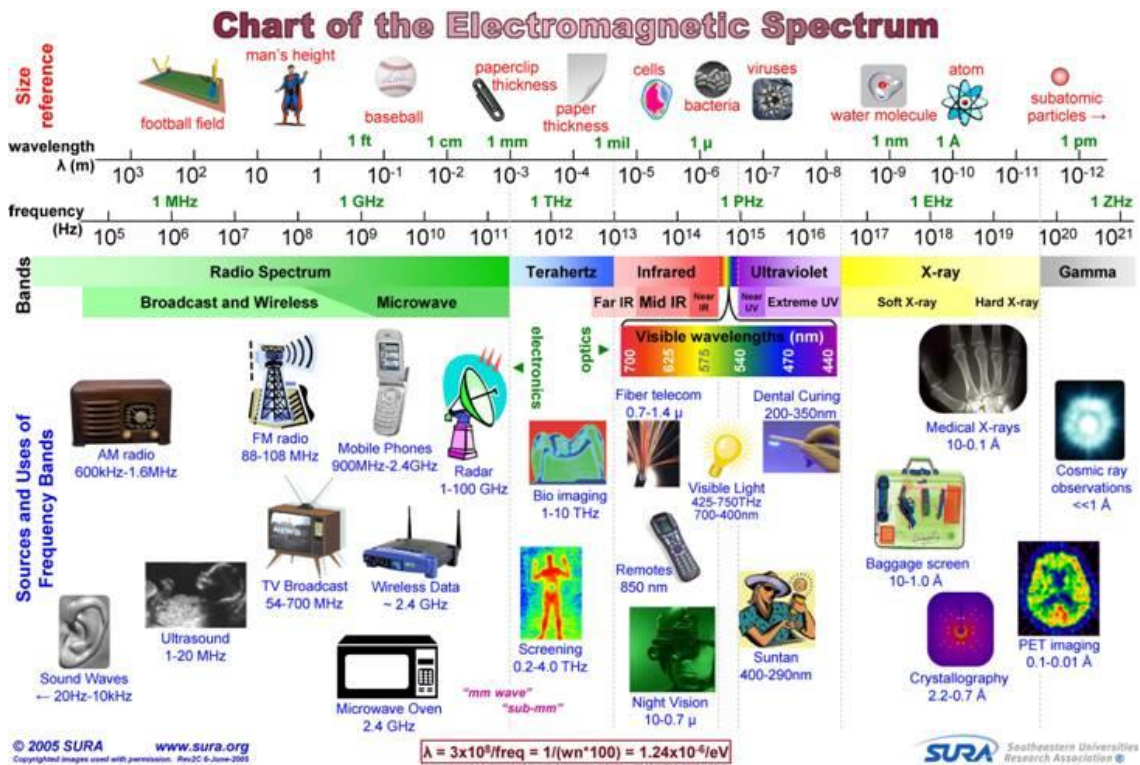 Chart of the Electromagnetic Spectrum
Size reference
football field
man's height
baseball
paperclip thickness
paper thickness
cells
bacteria
viruses
water molecule
atom
subatomic particles →
wavelength λ (m)
1 ft 1 cm 1 mm 1 mil 1 µ 1 nm 1 Å 1 pm
10³ 10² 10 1 10⁻¹ 10⁻² 10⁻³ 10⁻⁴ 10⁻⁵ 10⁻⁶ 10⁻⁷ 10⁻⁸ 10⁻⁹ 10⁻¹⁰ 10⁻¹¹ 10⁻¹²
frequency (Hz)
1 MHz 1 GHz 1 THz 1 PHz 1 EHz 1 ZHz
10⁵ 10⁶ 10⁷ 10⁸ 10⁹ 10¹⁰ 10¹¹ 10¹² 10¹³ 10¹⁴ 10¹⁵ 10¹⁶ 10¹⁷ 10¹⁸ 10¹⁹ 10²⁰ 10²¹
Bands
Radio Spectrum Terahertz Infrared Ultraviolet X-ray Gamma
Broadcast and Wireless Microwave Far IR Mid IR Near IR Near UV Extreme UV Soft X-ray Hard X-ray
electronics
optics
Visible wavelengths (nm)
700 625 575 540 470 440
Sources and Uses of Frequency Bands
AM radio
600kHz-1.6MHz
FM radio
88-108 MHz
Mobile Phones
900MHz-2.4GHz
Radar
1-100 GHz
Bio imaging
1-10 THz
Fiber telecom
0.7-1.4 µ
Visible Light
425-750THz
700-400nm
Dental Curing
200-350nm
Medical X-rays
10-0.1 Å
Cosmic ray
observations
<<1 Å
Sound Waves
← 20Hz-10kHz
Ultrasound
1-20 MHz
TV Broadcast
54-700 MHz
Wireless Data
~ 2.4 GHz
Microwave Oven
2.4 GHz
"mm wave"
"sub-mm"
Screening
0.2-4.0 THz
Remotes
850 nm
Night Vision
10-0.7 µ
Suntan
400-290nm
Baggage screen
10-1.0 Å
Crystallography
2.2-0.7 Å
PET imaging
0.1-0.01 Å
© 2005 SURA www.sura.org
Copyrighted images used with permission. Rev2C 6-June-2005
λ = 3x10⁸/freq = 1/(wn*100) = 1.24x10⁻⁶/eV
SURA
Southeastern Universities
Research Association ®